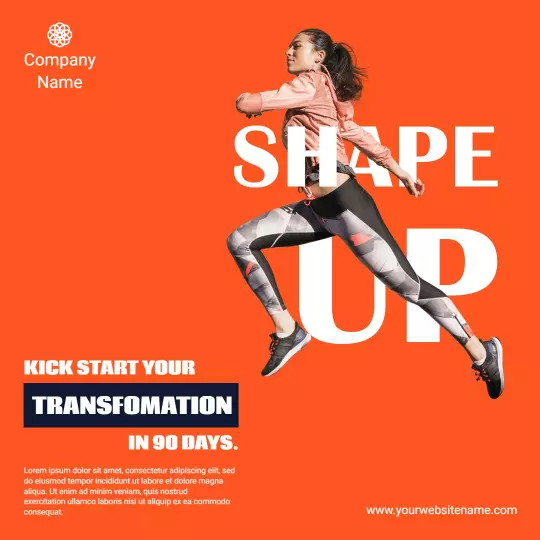 Company
Name
SHAPE
UP
KICK START YOUR
TRANSFOMATION
IN 90 DAYS.
Lorem ipsum dolor sit amet, consectetur adipiscing elit, sed
do eiusmod tempor incididunt ut labore et dolore magna
aliqua. Ut enim ad minim veniam, quis nostrud
exercitation ullamco laboris nisi ut aliquip ex ea commodo
consequat.
www.yourwebsitename.com